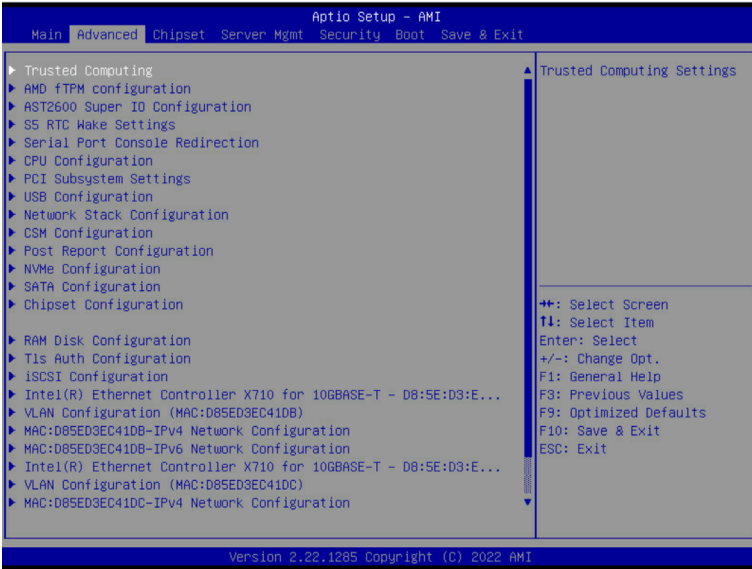 Aptio Setup - AMI
Main Advanced Chipset Server Mgmt Security Boot Save & Exit
Trusted Computing
AMD fTPM configuration
AST2600 Super IO Configuration
S5 RTC Wake Settings
Serial Port Console Redirection
CPU Configuration
PCI Subsystem Settings
USB Configuration
Network Stack Configuration
CSM Configuration
Post Report Configuration
NVMe Configuration
SATA Configuration
Chipset Configuration
RAM Disk Configuration
Tls Auth Configuration
iSCSI Configuration
Intel(R) Ethernet Controller X710 for 10GBASE-T - D8:5E:D3:E...
VLAN Configuration (MAC:D85ED3EC41DB)
MAC:D85ED3EC41DB-IPv4 Network Configuration
MAC:D85ED3EC41DB-IPv6 Network Configuration
Intel(R) Ethernet Controller X710 for 10GBASE-T - D8:5E:D3:E...
VLAN Configuration (MAC:D85ED3EC41DC)
MAC:D85ED3EC41DC-IPv4 Network Configuration
Trusted Computing Settings
→←: Select Screen
↑↓: Select Item
Enter: Select
+/-: Change Opt.
F1: General Help
F3: Previous Values
F9: Optimized Defaults
F10: Save & Exit
ESC: Exit
Version 2.22.1285 Copyright (C) 2022 AMI